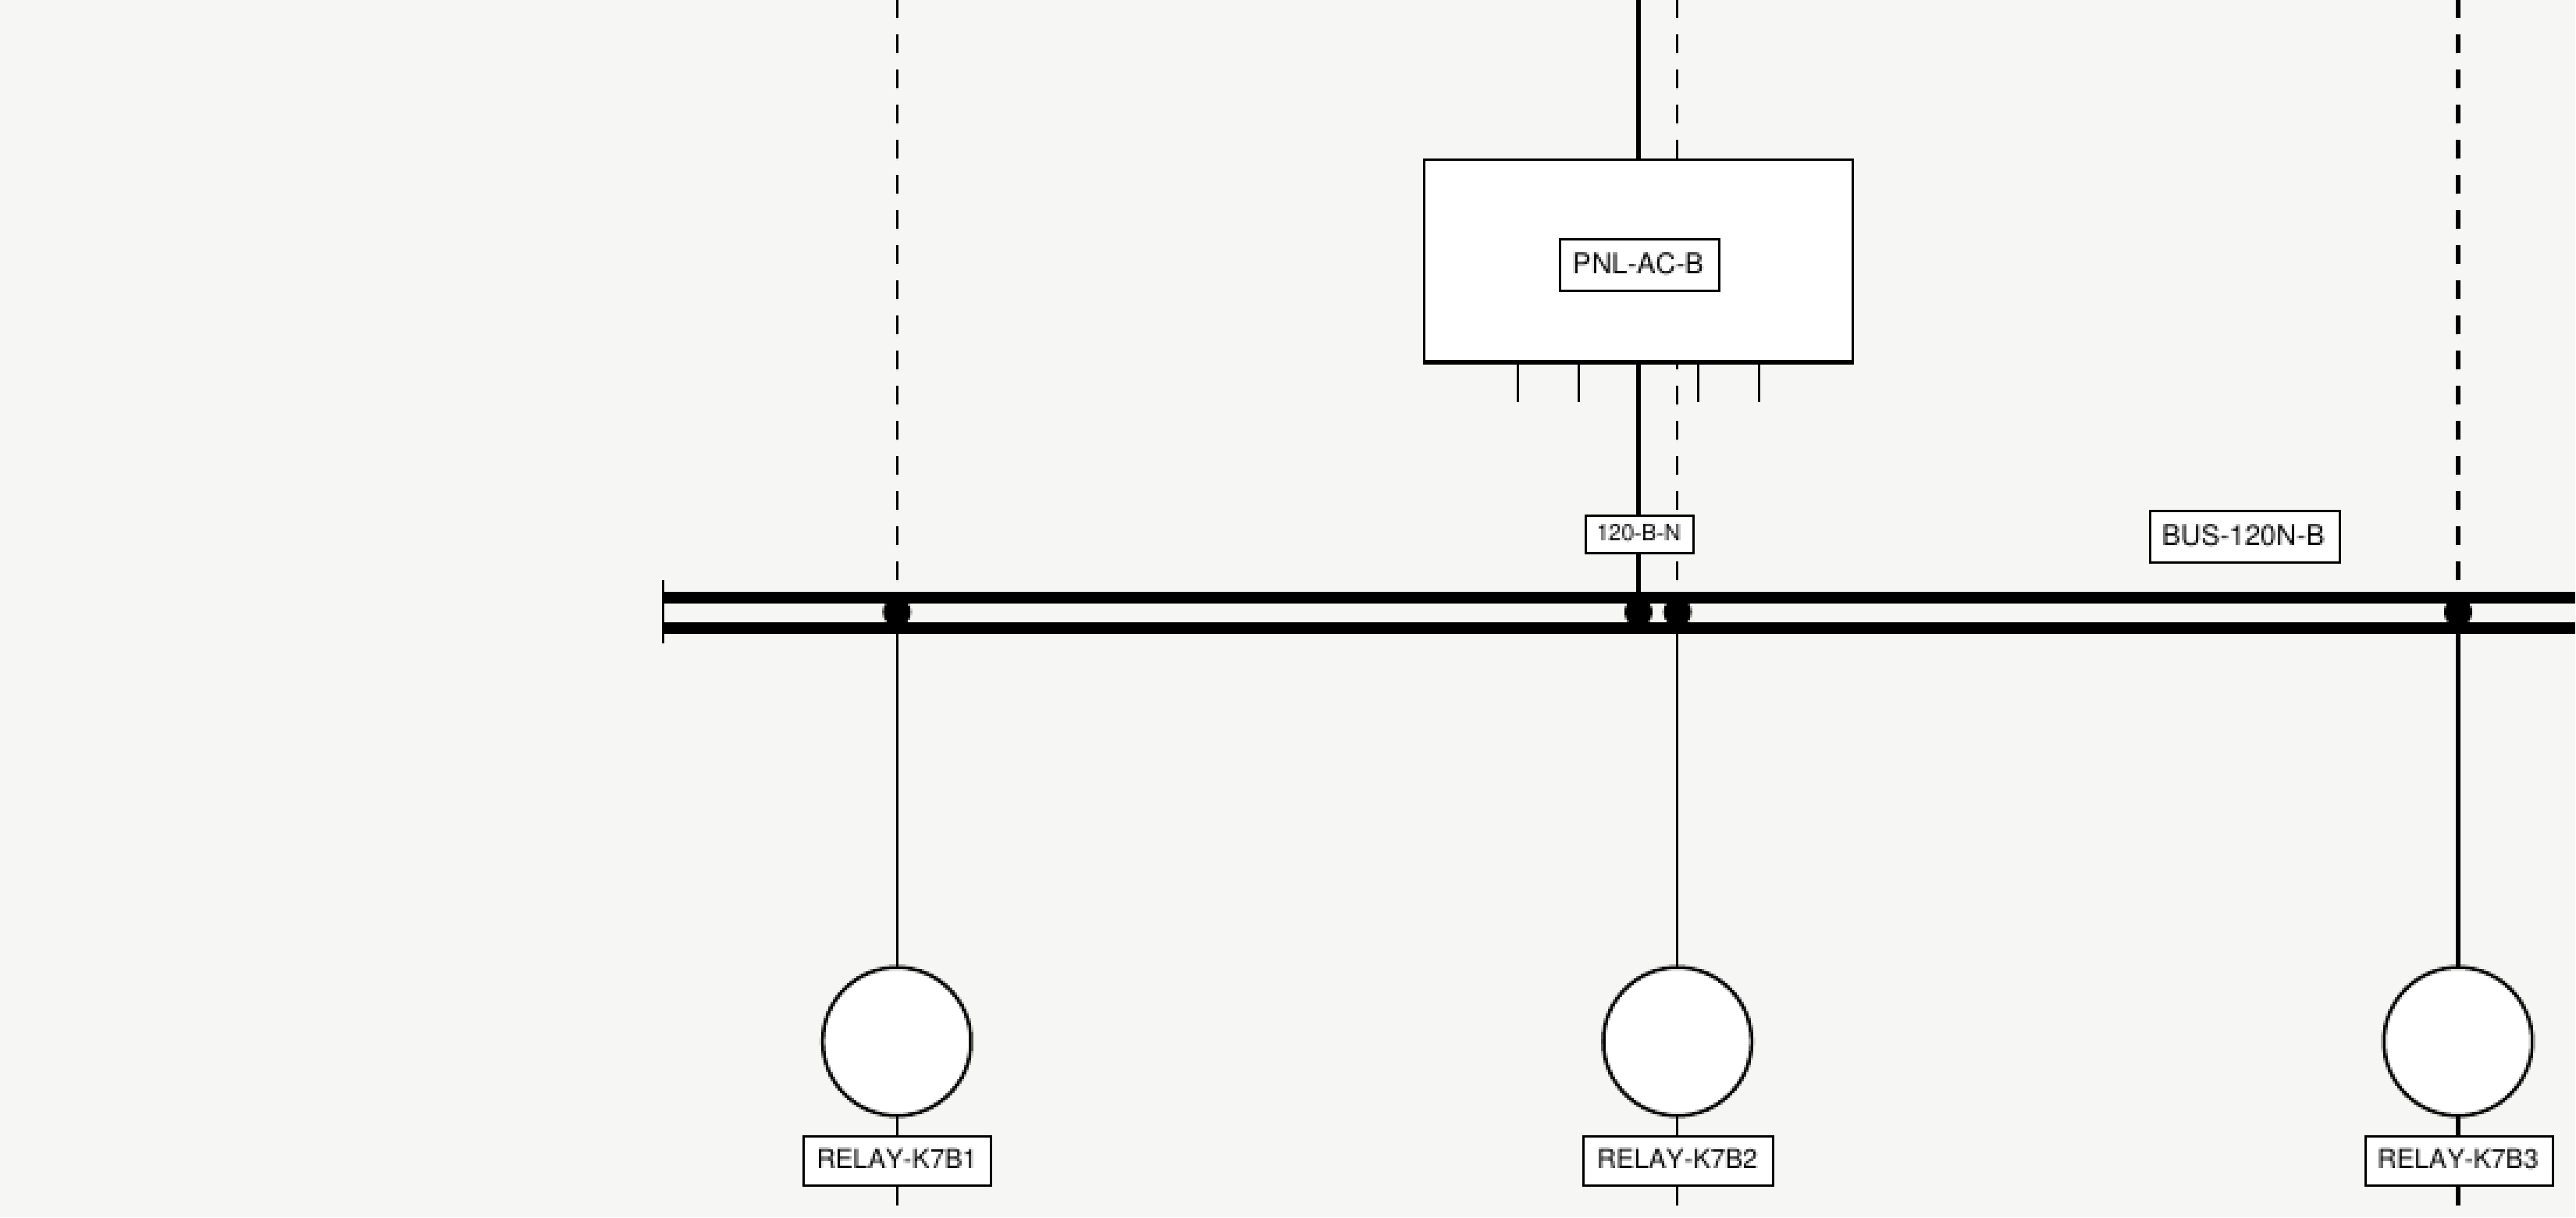 PNL-AC-B
120-B-N
BUS-120N-B
RELAY-K7B1
RELAY-K7B2
RELAY-K7B3